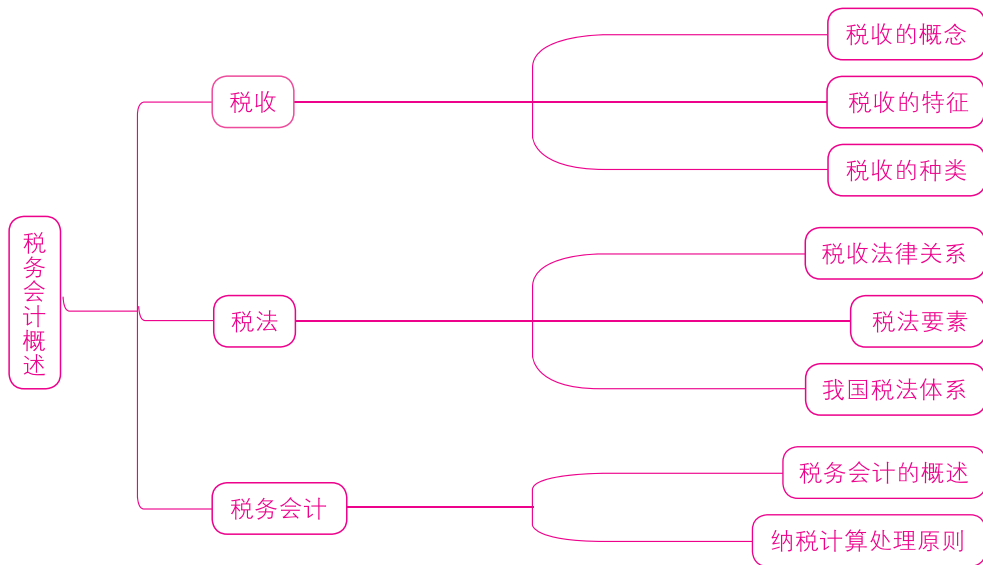 税务会计概述
税收
税收的概念
税收的特征
税收的种类
税法
税收法律关系
税法要素
我国税法体系
税务会计
税务会计的概述
纳税计算处理原则